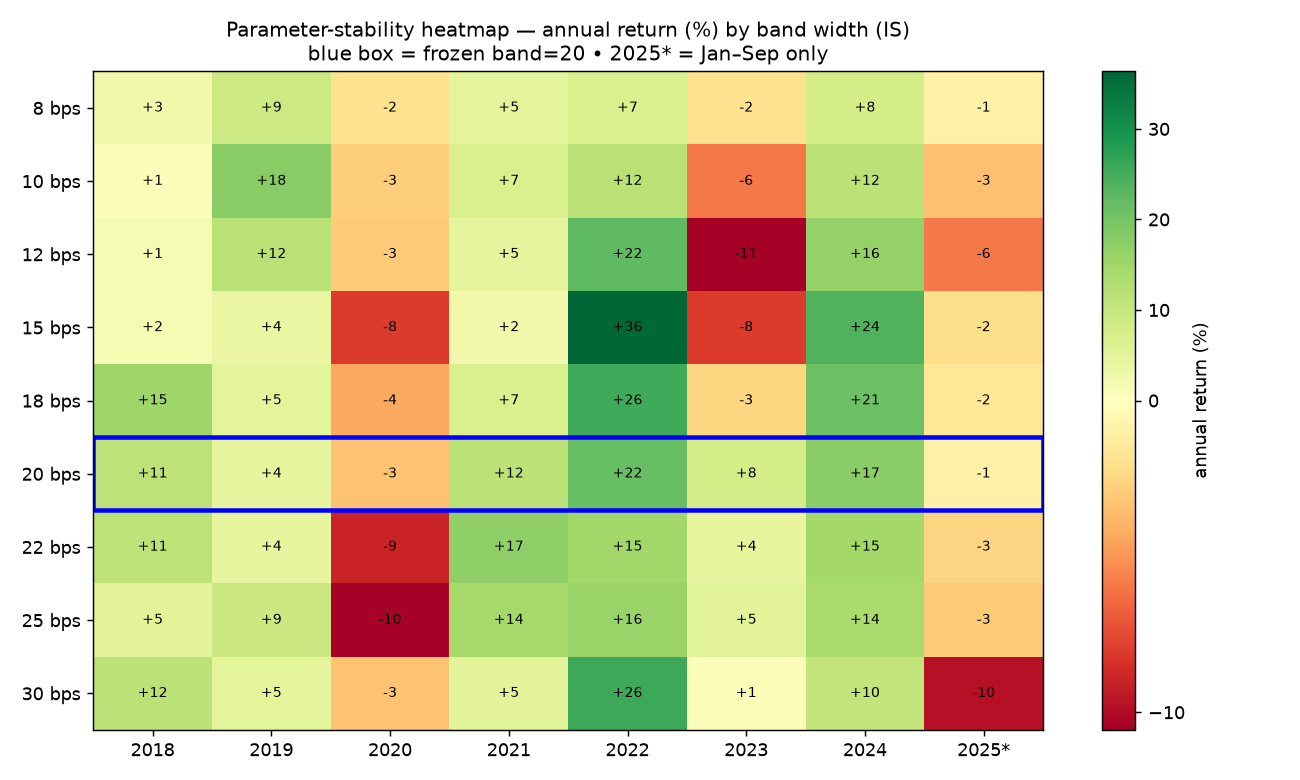 Parameter-stability heatmap — annual return (%) by band width (IS)
blue box = frozen band=20 • 2025* = Jan–Sep only
8 bps +3 +9 -2 +5 +7 -2 +8 -1
10 bps +1 +18 -3 +7 +12 -6 +12 -3
12 bps +1 +12 -3 +5 +22 -11 +16 -6
15 bps +2 +4 -8 +2 +36 -8 +24 -2
18 bps +15 +5 -4 +7 +26 -3 +21 -2
20 bps +11 +4 -3 +12 +22 +8 +17 -1
22 bps +11 +4 -9 +17 +15 +4 +15 -3
25 bps +5 +9 -10 +14 +16 +5 +14 -3
30 bps +12 +5 -3 +5 +26 +1 +10 -10
2018 2019 2020 2021 2022 2023 2024 2025*
30
20
10
0
−10
annual return (%)